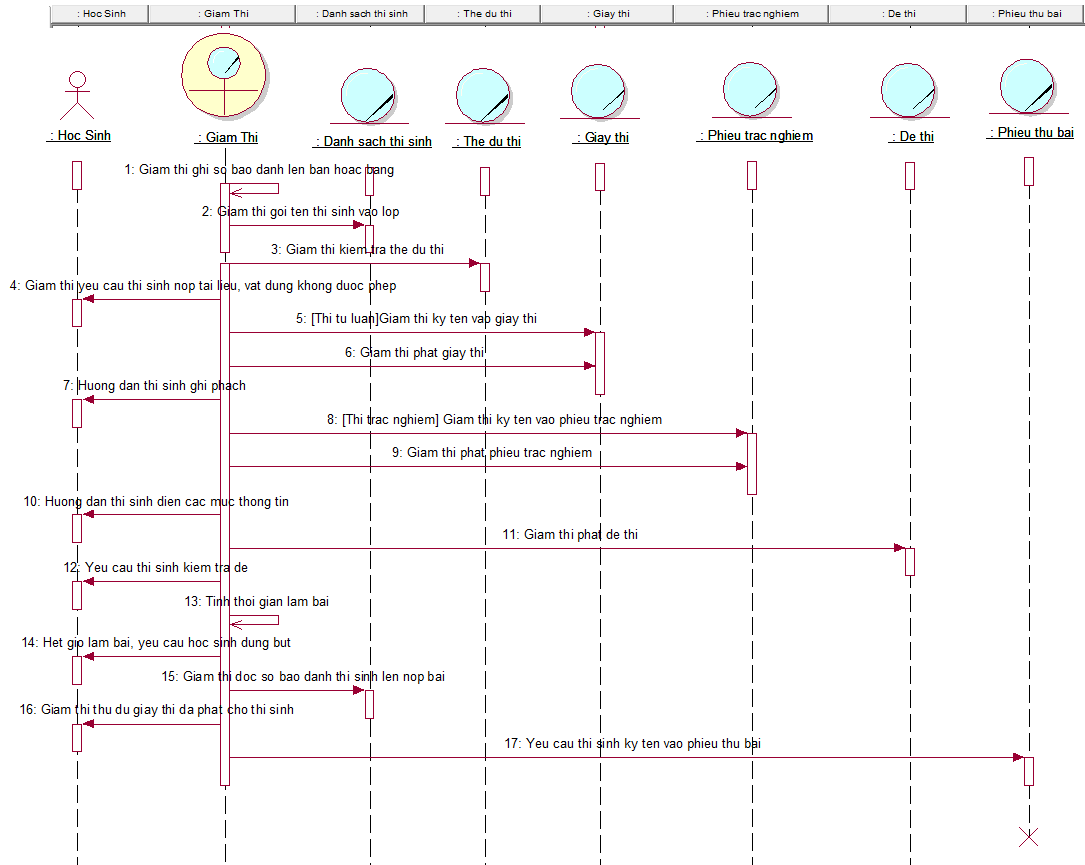 : Hoc Sinh
: Giam Thi
: Danh sach thi sinh
: The du thi
: Giay thi
: Phieu trac nghiem
: De thi
: Phieu thu bai
: Hoc Sinh
: Giam Thi
: Danh sach thi sinh
: The du thi
: Giay thi
: Phieu trac nghiem
: De thi
: Phieu thu bai
1: Giam thi ghi so bao danh len ban hoac bang
2: Giam thi goi ten thi sinh vao lop
3: Giam thi kiem tra the du thi
4: Giam thi yeu cau thi sinh nop tai lieu, vat dung khong duoc phep
5: [Thi tu luan]Giam thi ky ten vao giay thi
6: Giam thi phat giay thi
7: Huong dan thi sinh ghi phach
8: [Thi trac nghiem] Giam thi ky ten vao phieu trac nghiem
9: Giam thi phat phieu trac nghiem
10: Huong dan thi sinh dien cac muc thong tin
11: Giam thi phat de thi
12: Yeu cau thi sinh kiem tra de
13: Tinh thoi gian lam bai
14: Het gio lam bai, yeu cau hoc sinh dung but
15: Giam thi doc so bao danh thi sinh len nop bai
16: Giam thi thu du giay thi da phat cho thi sinh
17: Yeu cau thi sinh ky ten vao phieu thu bai